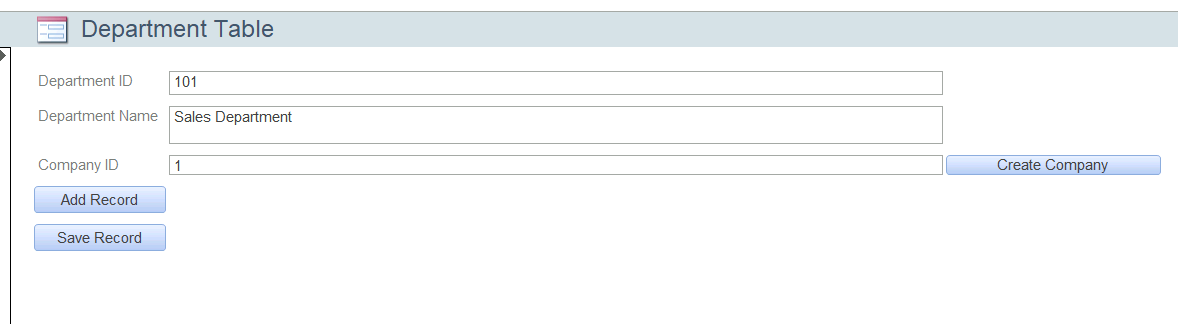 Department Table
Department ID 101
Department Name Sales Department
Company ID 1 Create Company
Add Record
Save Record